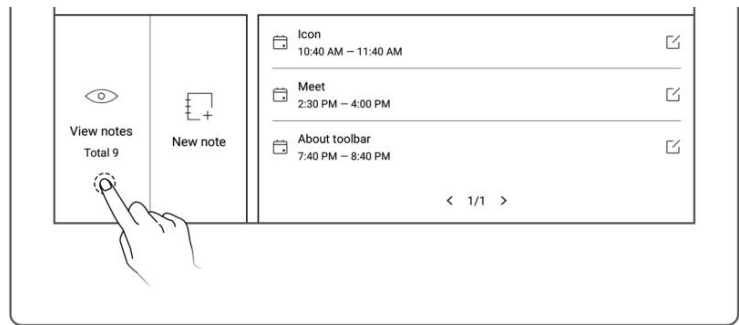 View notes
Total 9
New note
Icon
10:40 AM — 11:40 AM
Meet
2:30 PM — 4:00 PM
About toolbar
7:40 PM — 8:40 PM
< 1/1 >